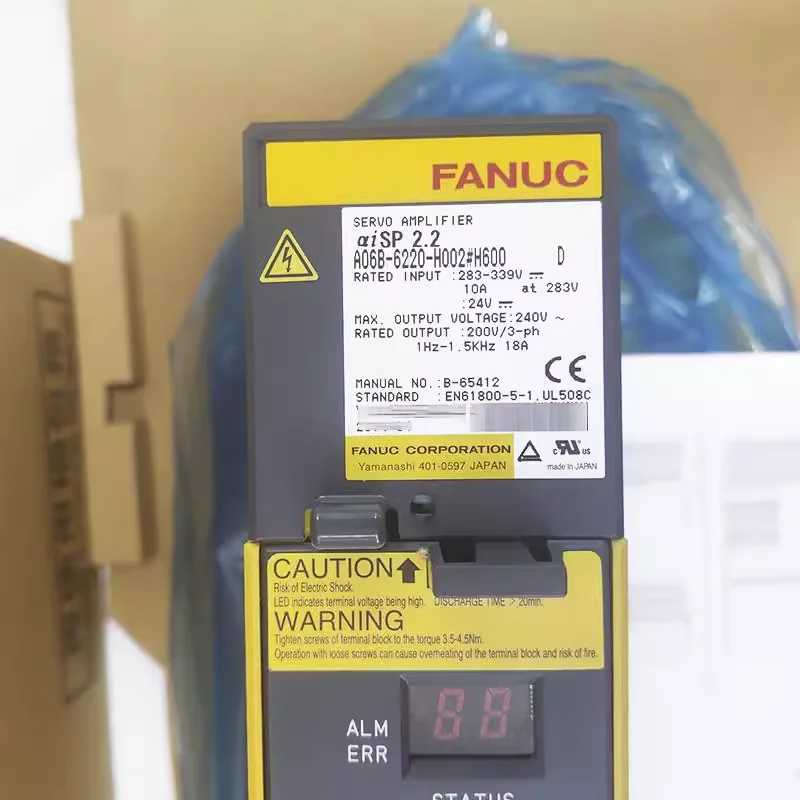 FANUC
SERVO AMPLIFIER
αiSP 2.2
A06B-6220-H002#H600 D
RATED INPUT :283-339V ⎓
10A at 283V
:24V ⎓
MAX. OUTPUT VOLTAGE:240V ~
RATED OUTPUT :200V/3-ph
1Hz-1.5KHz 18A
CE
MANUAL NO.:B-65412
STANDARD :EN61800-5-1,UL508C
FANUC CORPORATION
Yamanashi 401-0597 JAPAN
c RU US
made in JAPAN
CAUTION
Risk of Electric Shock.
LED indicates terminal voltage being high. DISCHARGE TIME > 20min.
WARNING
Tighten screws of terminal block to the torque 3.5-4.5Nm.
Operation with loose screws can cause overheating of the terminal block and risk of fire.
88
ALM
ERR
STATUS